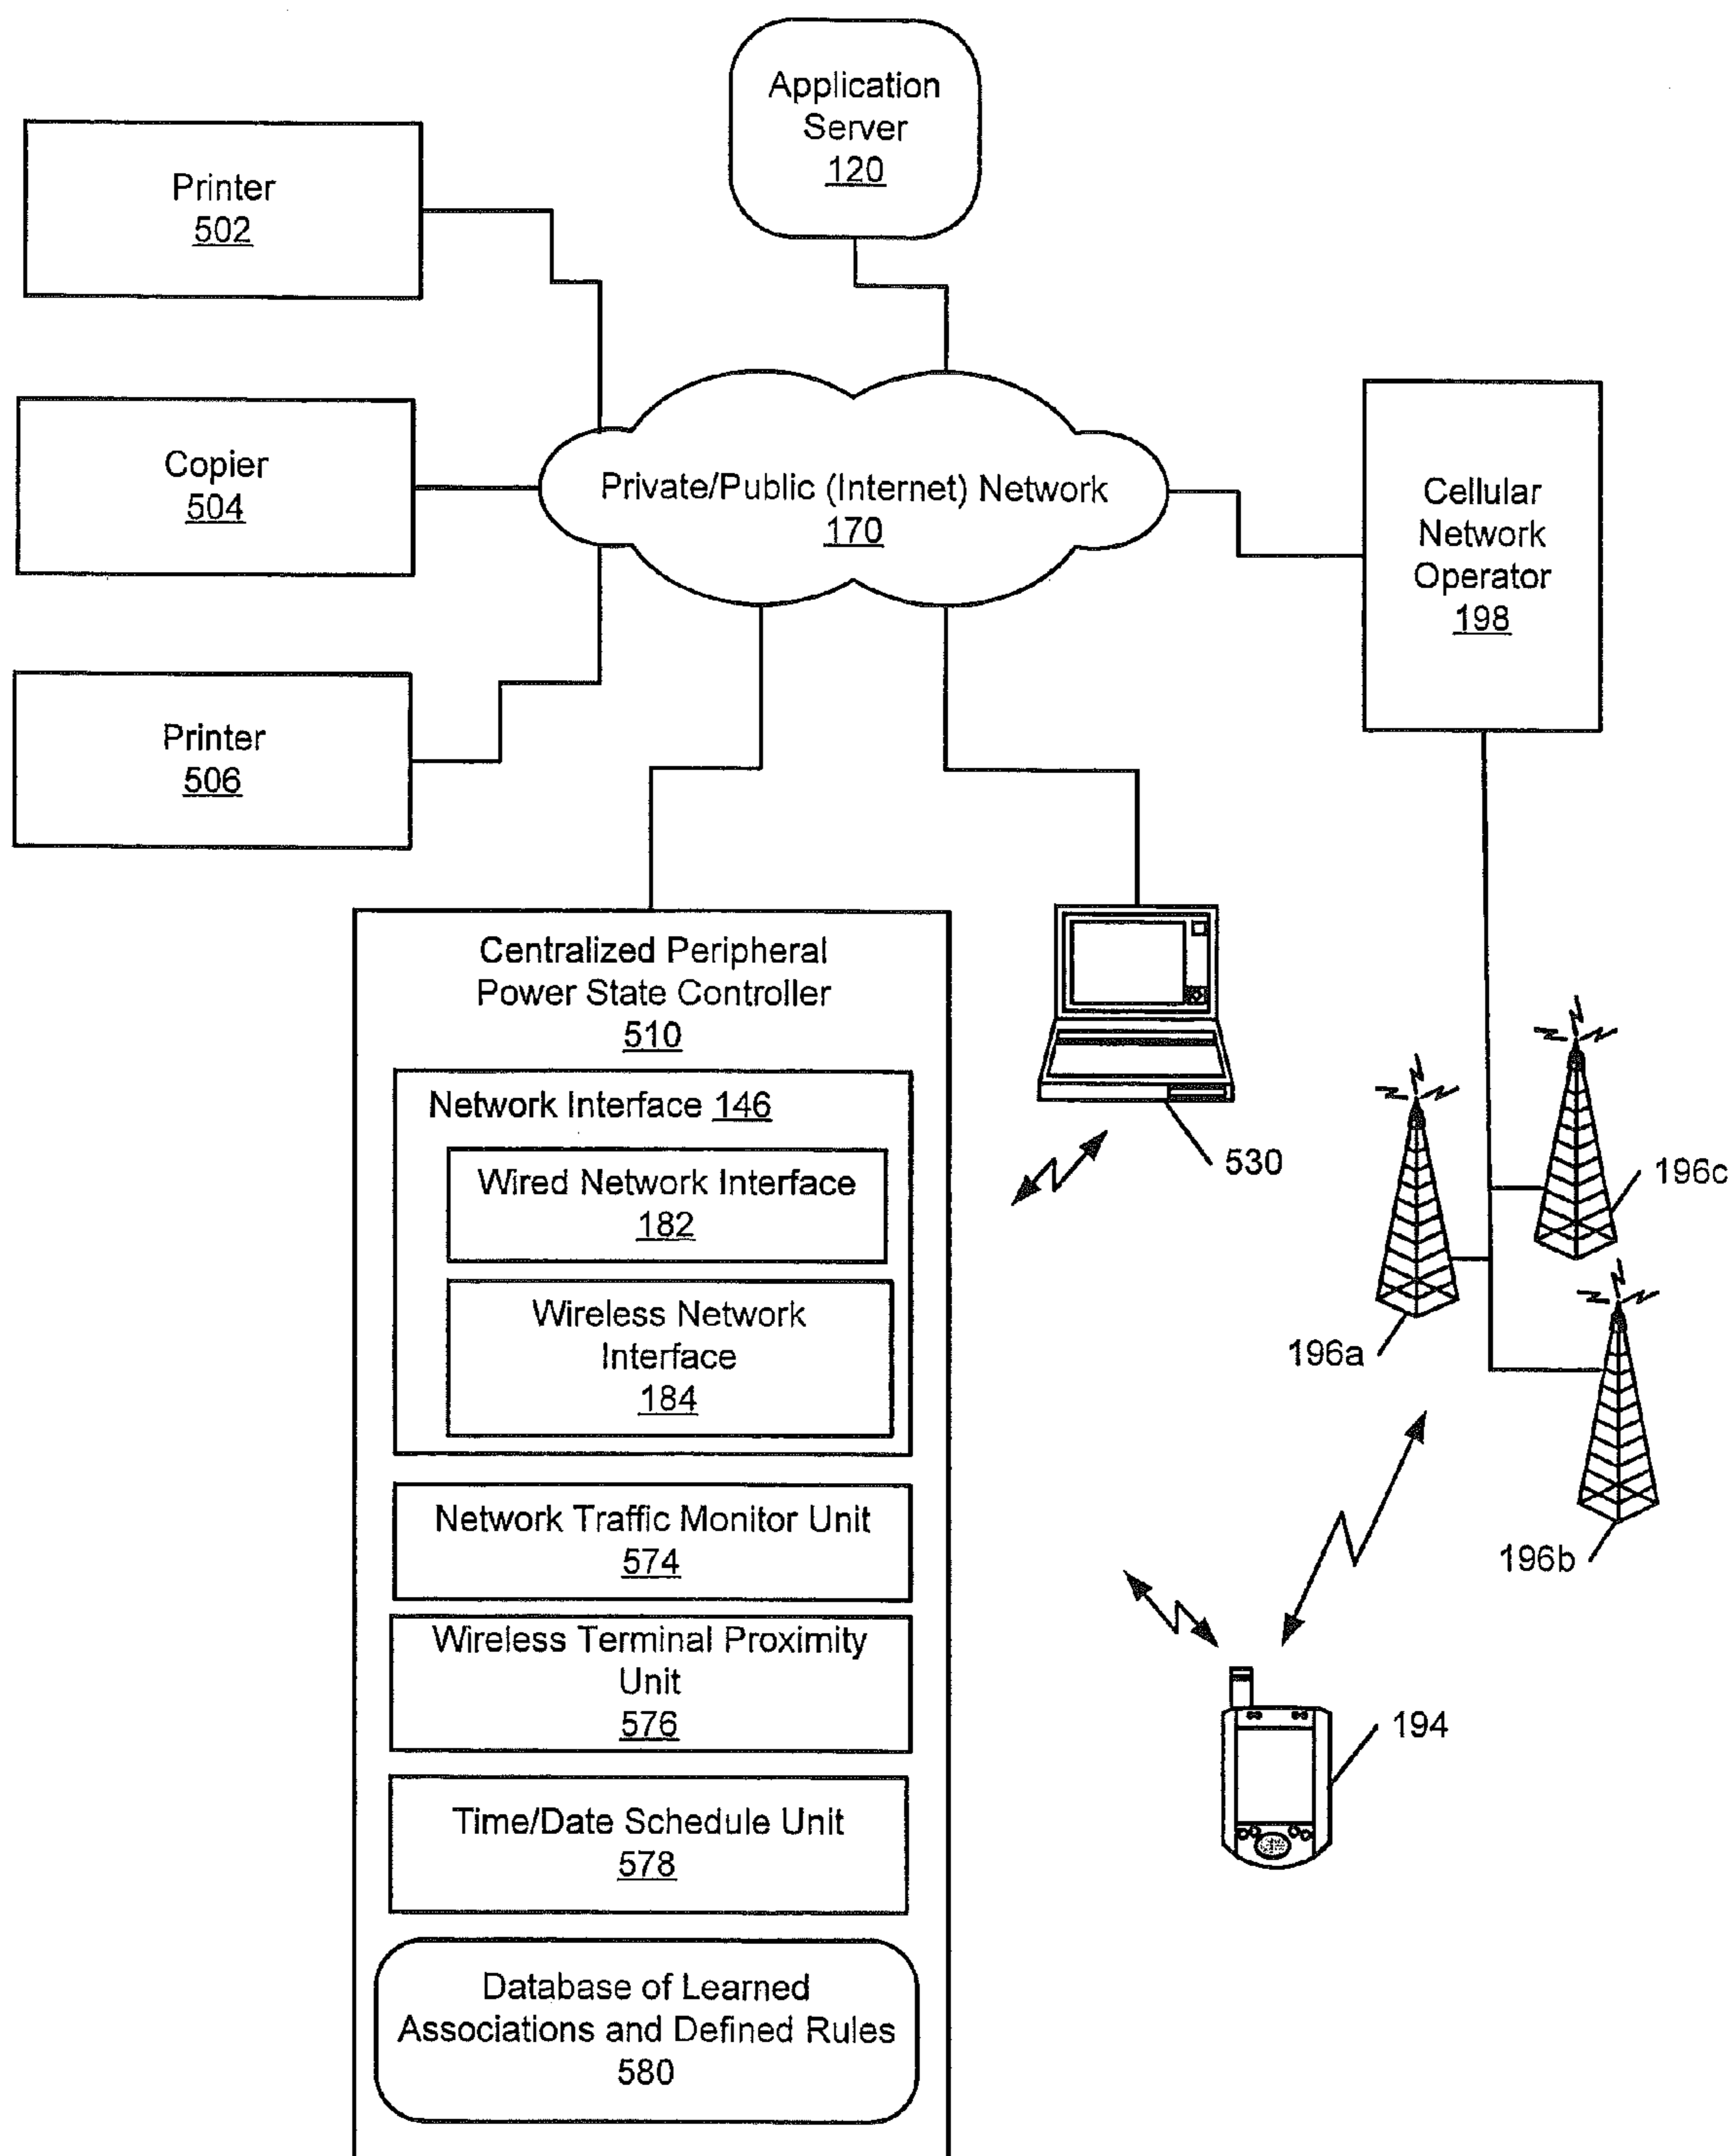 Application
Server
120
Printer
502
Copier
504
Private/Public (Internet) Network
170
Cellular
Network
Operator
198
Printer
506
Centralized Peripheral
Power State Controller
510
Network Interface 146
Wired Network Interface
182
Wireless Network
Interface
184
Network Traffic Monitor Unit
574
Wireless Terminal Proximity
Unit
576
Time/Date Schedule Unit
578
Database of Learned
Associations and Defined Rules
580
530
196c
196a
196b
194